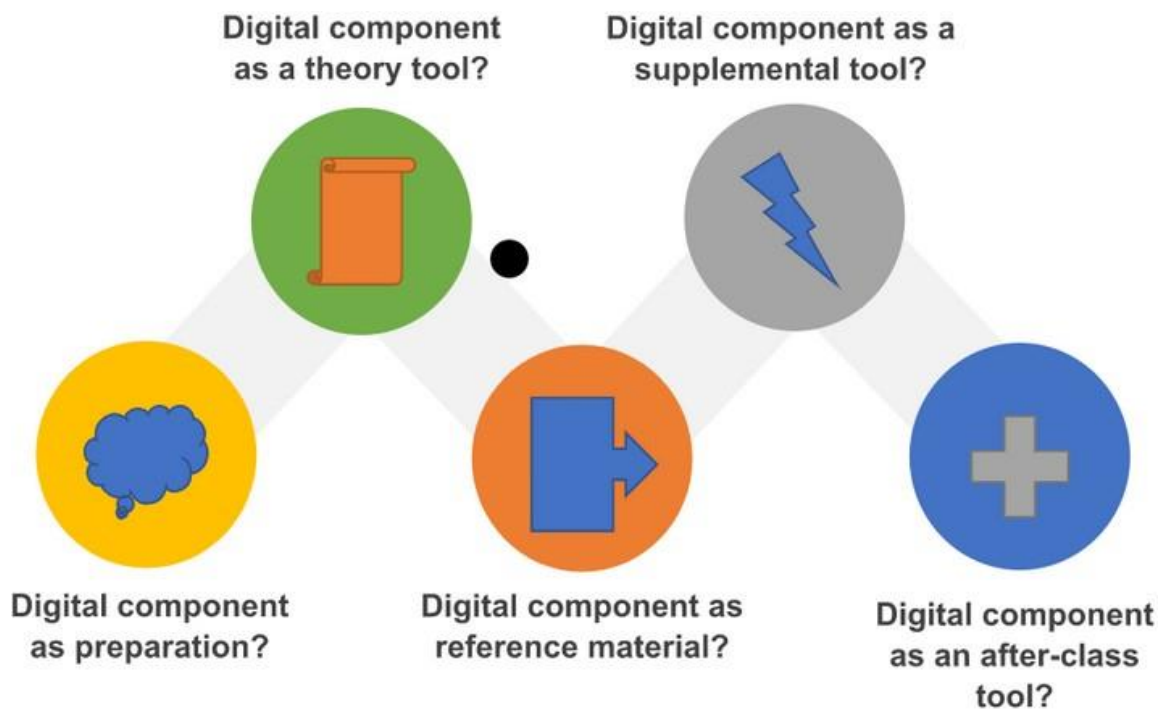 Digital component
as a theory tool?
Digital component as a
supplemental tool?
Digital component
as preparation?
Digital component as
reference material?
Digital component
as an after-class
tool?